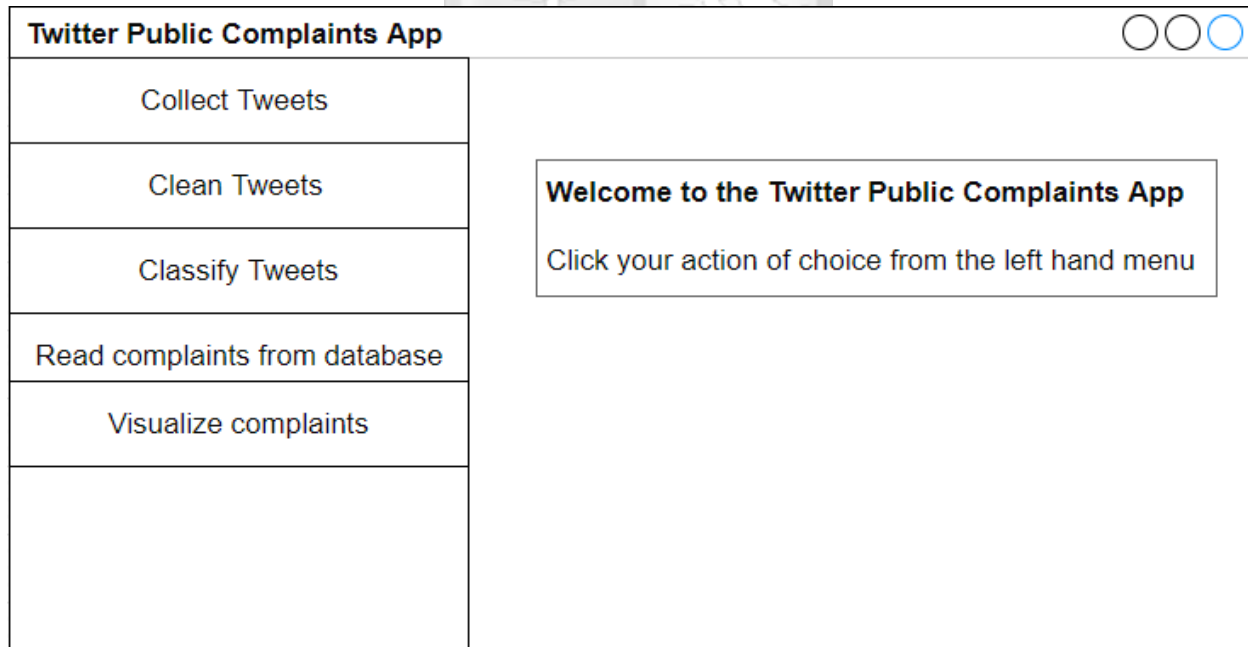 Twitter Public Complaints App
Collect Tweets
Clean Tweets
Classify Tweets
Read complaints from database
Visualize complaints
Welcome to the Twitter Public Complaints App
Click your action of choice from the left hand menu